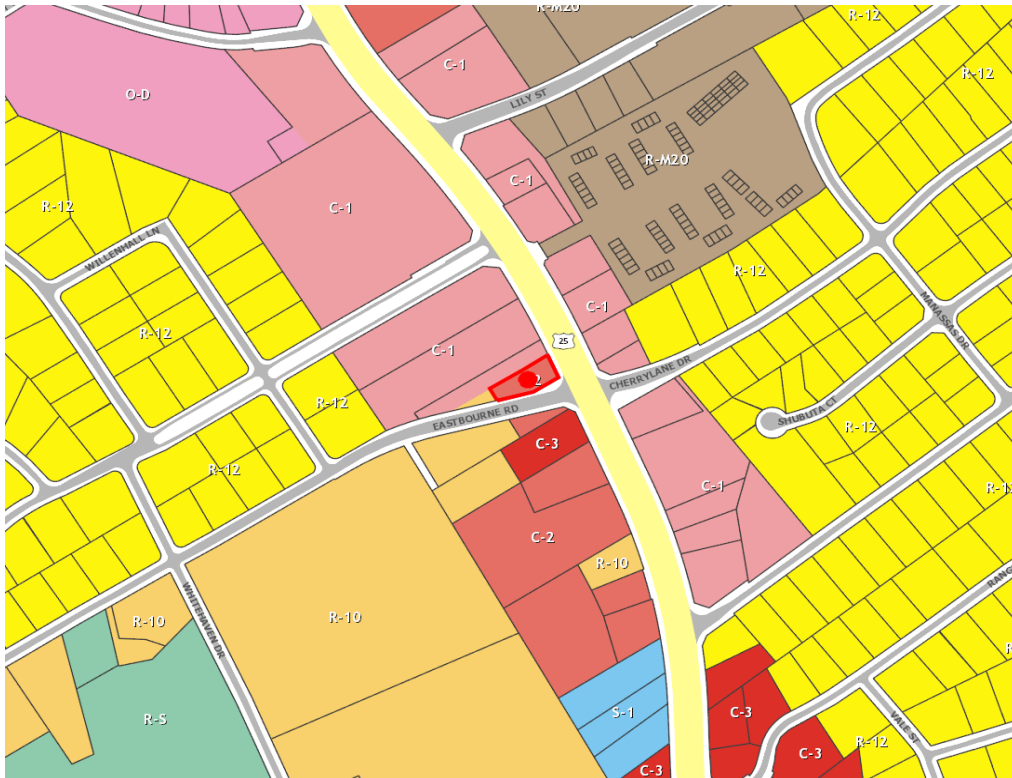 R-M20
R-12
C-1
R-12
O-D
LILY ST
R-M20
C-1
R-12
C-1
WILLENHALL LN
R-12
C-1
MANASSAS DR
R-12
25
C-1
2
CHERRYLANE DR
R-12
EASTBOURNE RD
SHUBUTA CT
R-12
C-3
R-12
C-1
C-2
R-10
WHITEHAVEN DR
R-10
R-10
S-1
C-3
R-S
VALE ST
R-12
C-3
C-3